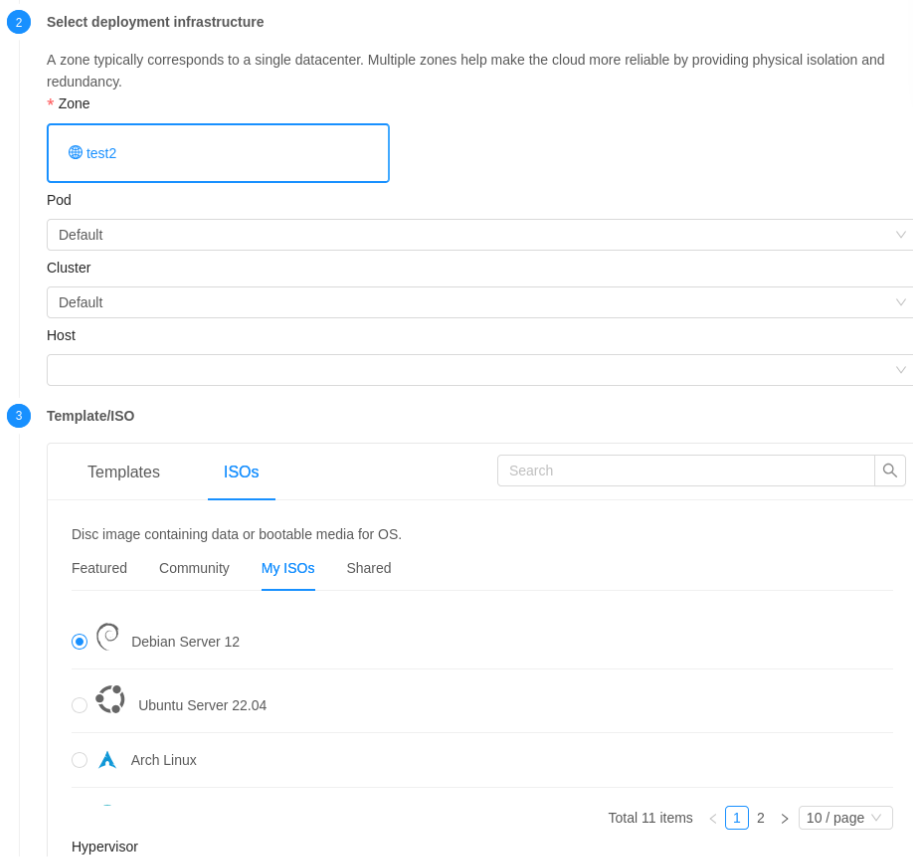 2 Select deployment infrastructure
A zone typically corresponds to a single datacenter. Multiple zones help make the cloud more reliable by providing physical isolation and
redundancy.
* Zone
test2
Pod
Default
Cluster
Default
Host
3 Template/ISO
Templates ISOs Search
Disc image containing data or bootable media for OS.
Featured Community My ISOs Shared
Debian Server 12
Ubuntu Server 22.04
Arch Linux
Total 11 items < 1 2 > 10 / page
Hypervisor